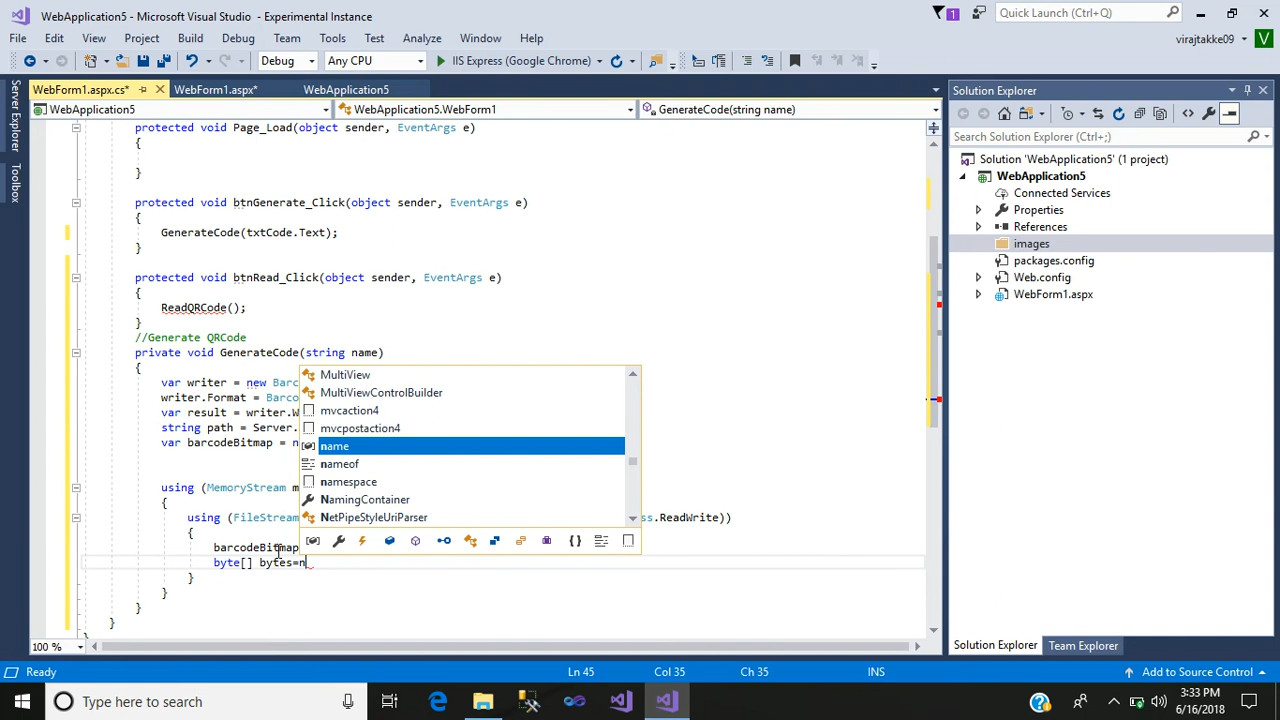 WebApplication5 - Microsoft Visual Studio - Experimental Instance
1
Quick Launch (Ctrl+Q)
File Edit View Project Build Debug Team Tools Test Analyze Window Help
virajtakke09 V
Debug Any CPU IIS Express (Google Chrome)
WebForm1.aspx.cs* WebForm1.aspx* WebApplication5
Solution Explorer
WebApplication5 WebApplication5.WebForm1 GenerateCode(string name)
Server Explorer
Toolbox
protected void Page_Load(object sender, EventArgs e)
{
}
protected void btnGenerate_Click(object sender, EventArgs e)
{
GenerateCode(txtCode.Text);
}
protected void btnRead_Click(object sender, EventArgs e)
{
ReadQRCode();
}
//Generate QRCode
private void GenerateCode(string name)
{
var writer = new Barc
writer.Format = Barco
var result = writer.W
string path = Server.
var barcodeBitmap = n
using (MemoryStream m
{
using (FileStream ss.ReadWrite))
{
barcodeBitmap
byte[] bytes=n
}
}
}
}
}
MultiView
MultiViewControlBuilder
mvcaction4
mvcpostaction4
name
nameof
namespace
NamingContainer
NetPipeStyleUriParser
Search Solution Explorer (Ctrl+;)
Solution 'WebApplication5' (1 project)
WebApplication5
Connected Services
Properties
References
images
packages.config
Web.config
WebForm1.aspx
100 %
Solution Explorer Team Explorer
Ready Ln 45 Col 35 Ch 35 INS Add to Source Control
Type here to search
3:33 PM
6/16/2018